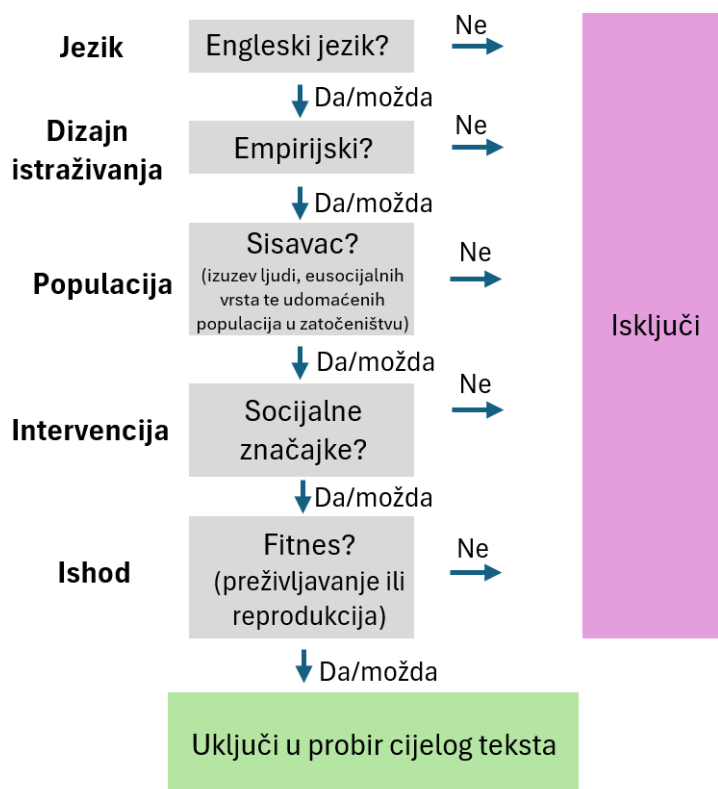 Jezik
Engleski jezik?
Ne
Da/možda
Dizajn
istraživanja
Empirijski?
Ne
Da/možda
Populacija
Sisavac?
(izuzev ljudi, eusocijalnih
vrsta te udomaćenih
populacija u zatočeništvu)
Ne
Isključi
Da/možda
Intervencija
Socijalne
značajke?
Ne
Da/možda
Ishod
Fitnes?
(preživljavanje ili
reprodukcija)
Ne
Da/možda
Uključi u probir cijelog teksta